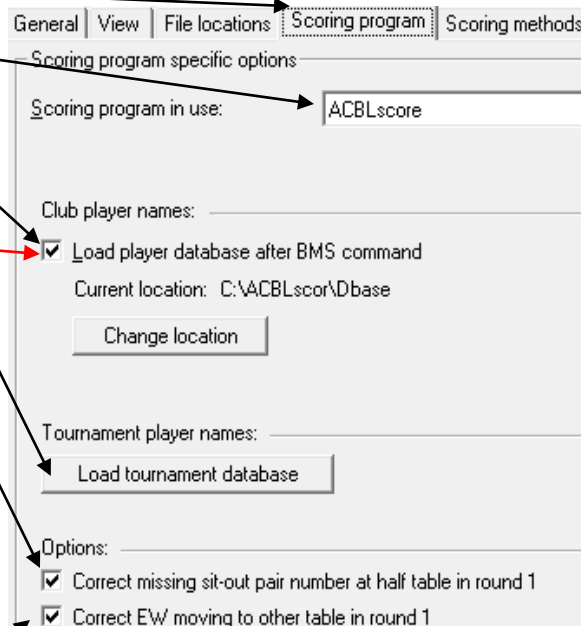 General View File locations Scoring program Scoring methods
Scoring program specific options
Scoring program in use: ACBLscore
Club player names:
Load player database after BMS command
Current location: C:\ACBLscor\Dbase
Change location
Tournament player names:
Load tournament database
Options:
Correct missing sit-out pair number at half table in round 1
Correct EW moving to other table in round 1